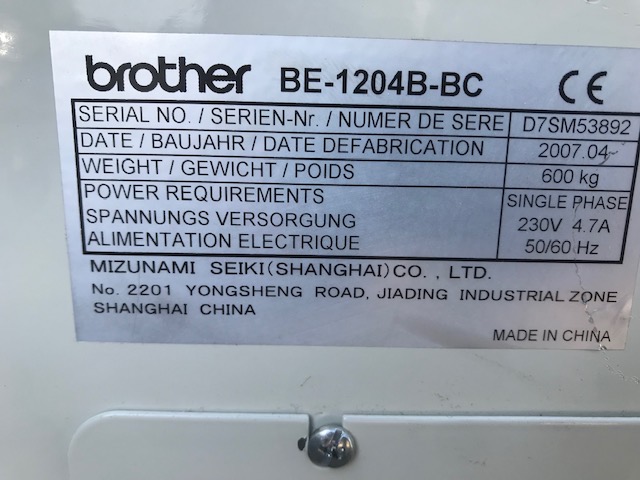 brother BE-1204B-BC CE
SERIAL NO. / SERIEN-Nr. / NUMER DE SERE D7SM53892
DATE / BAUJAHR / DATE DEFABRICATION 2007.04
WEIGHT / GEWICHT / POIDS 600 kg
POWER REQUIREMENTS SINGLE PHASE
SPANNUNGS VERSORGUNG 230V 4.7A
ALIMENTATION ELECTRIQUE 50/60 Hz
MIZUNAMI SEIKI(SHANGHAI)CO., LTD.
No. 2201 YONGSHENG ROAD, JIADING INDUSTRIAL ZONE
SHANGHAI CHINA
MADE IN CHINA